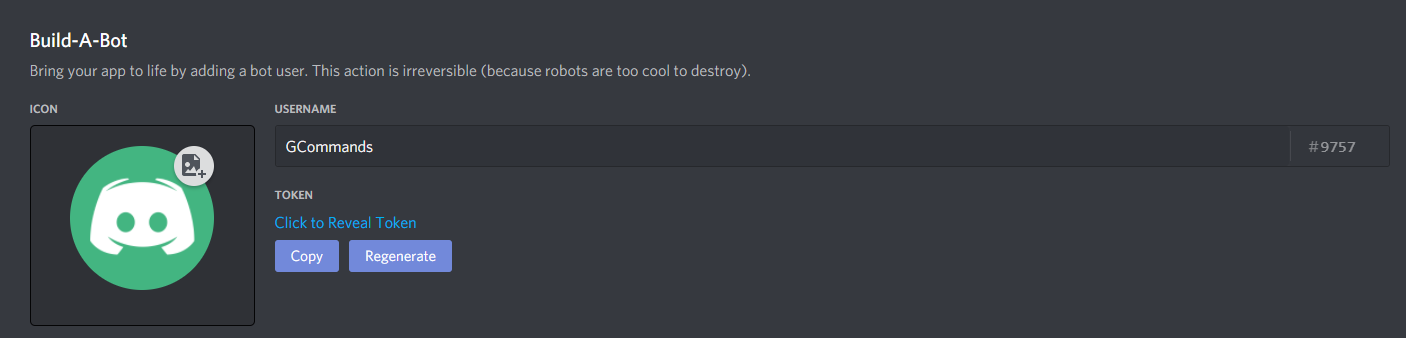 Build-A-Bot
Bring your app to life by adding a bot user. This action is irreversible (because robots are too cool to destroy).
ICON
USERNAME
GCommands
#9757
TOKEN
Click to Reveal Token
Copy
Regenerate